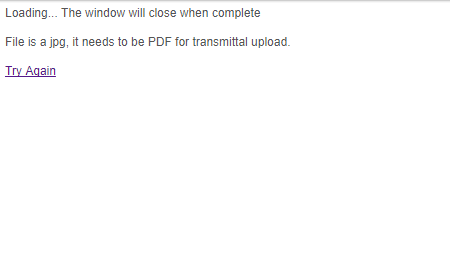 Loading... The window will close when complete
File is a jpg, it needs to be PDF for transmittal upload.
Try Again